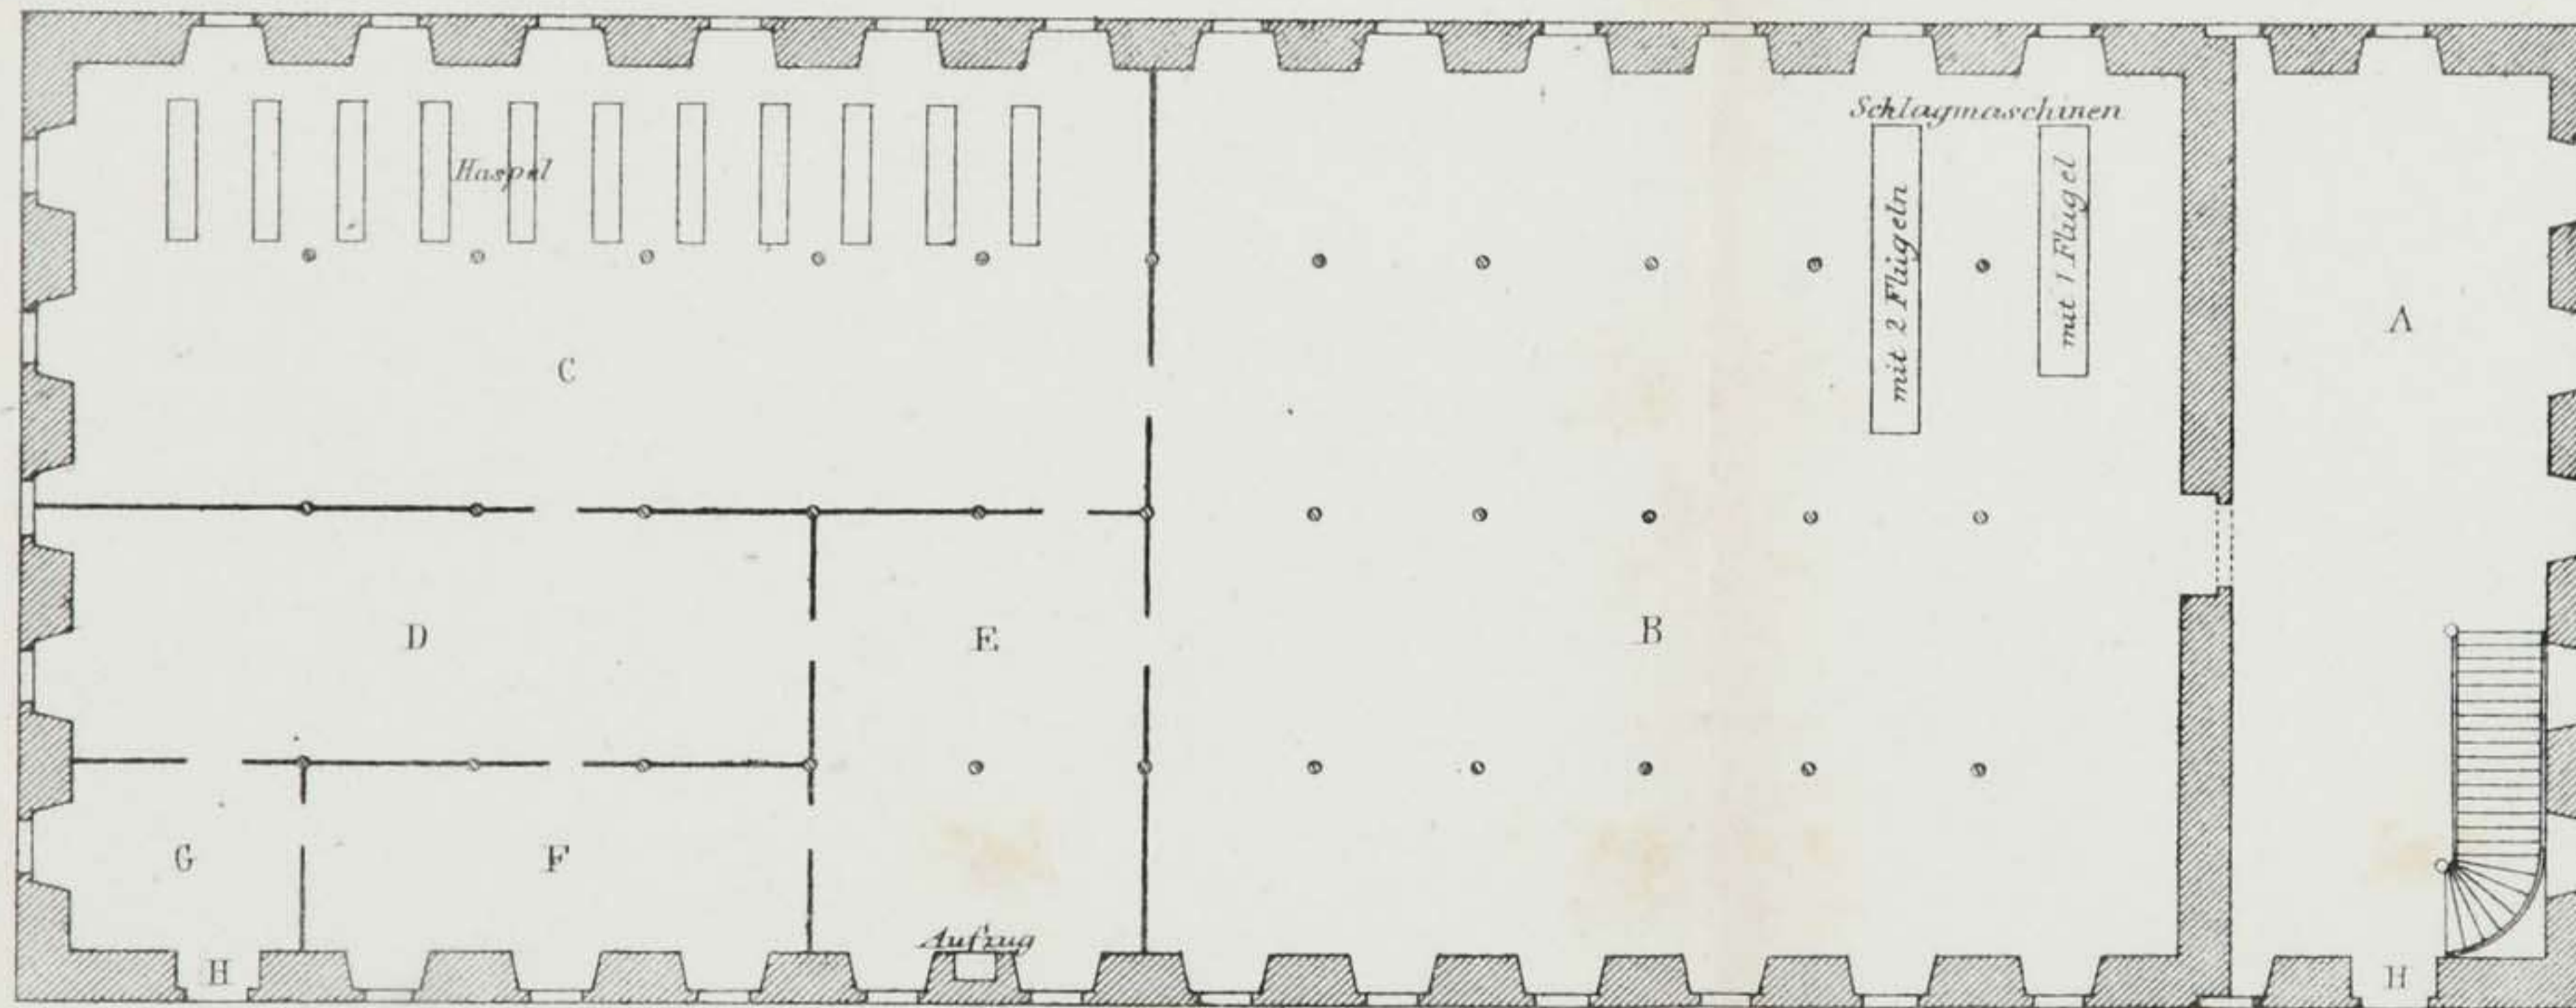 Schlagmaschinen
Haspel
mit 2 Flügeln
mit 1 Flügel
A
C
D
E
B
G
F
Aufzug
H
H